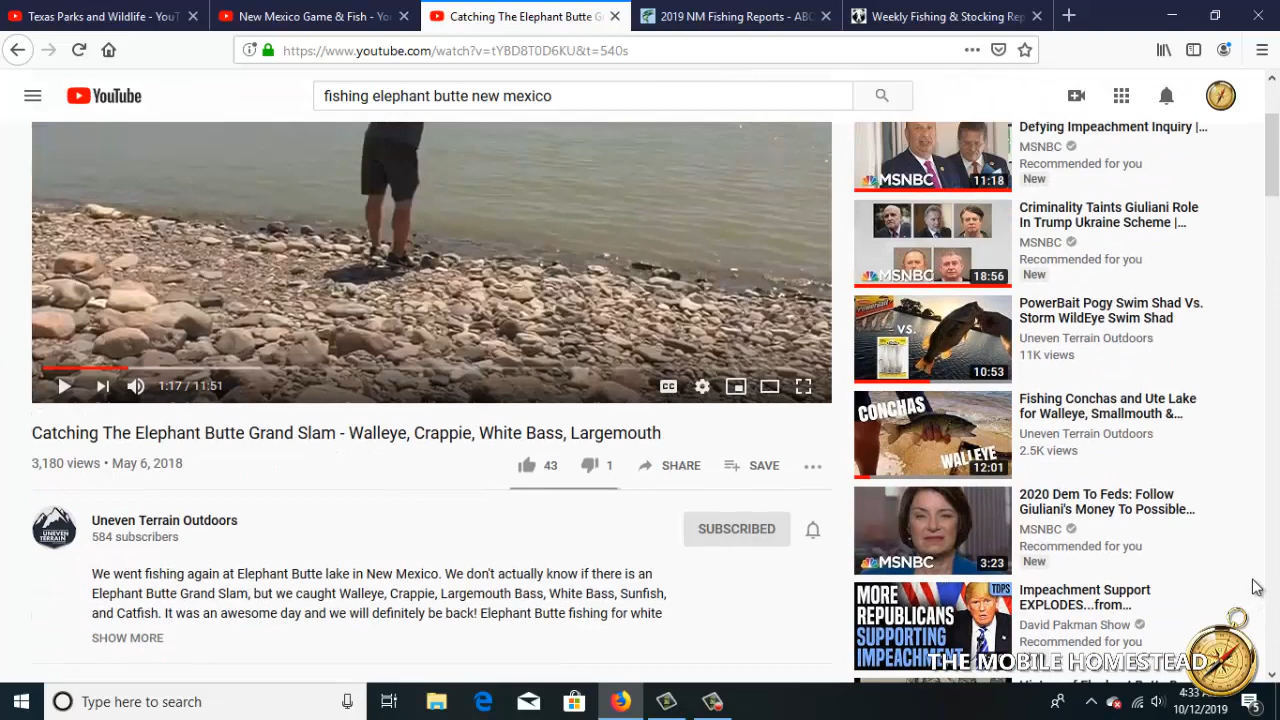 Texas Parks and Wildlife - YouT
New Mexico Game & Fish - Yo
Catching The Elephant Butte G
2019 NM Fishing Reports - ABC
Weekly Fishing & Stocking Rep
https://www.youtube.com/watch?v=tYBD8T0D6KU&t=540s
YouTube
fishing elephant butte new mexico
1:17 / 11:51
CC
Catching The Elephant Butte Grand Slam - Walleye, Crappie, White Bass, Largemouth
3,180 views • May 6, 2018
43
1
SHARE
SAVE
UNEVEN
TERRAIN
Uneven Terrain Outdoors
584 subscribers
SUBSCRIBED
We went fishing again at Elephant Butte lake in New Mexico. We don't actually know if there is an
Elephant Butte Grand Slam, but we caught Walleye, Crappie, Largemouth Bass, White Bass, Sunfish,
and Catfish. It was an awesome day and we will definitely be back! Elephant Butte fishing for white
SHOW MORE
MSNBC
11:18
Defying Impeachment Inquiry |...
MSNBC
Recommended for you
New
MSNBC
18:56
Criminality Taints Giuliani Role
In Trump Ukraine Scheme |...
MSNBC
Recommended for you
New
VS.
10:53
PowerBait Pogy Swim Shad Vs.
Storm WildEye Swim Shad
Uneven Terrain Outdoors
11K views
CONCHAS
WALLEYE
12:01
Fishing Conchas and Ute Lake
for Walleye, Smallmouth &...
Uneven Terrain Outdoors
2.5K views
MSNBC
3:23
2020 Dem To Feds: Follow
Giuliani's Money To Possible...
MSNBC
Recommended for you
New
MORE
REPUBLICANS
SUPPORTING
IMPEACHMENT
TDPS
Impeachment Support
EXPLODES...from...
David Pakman Show
Recommended for you
THE MOBILE HOMESTEAD
Type here to search
4:33
10/12/2019
5